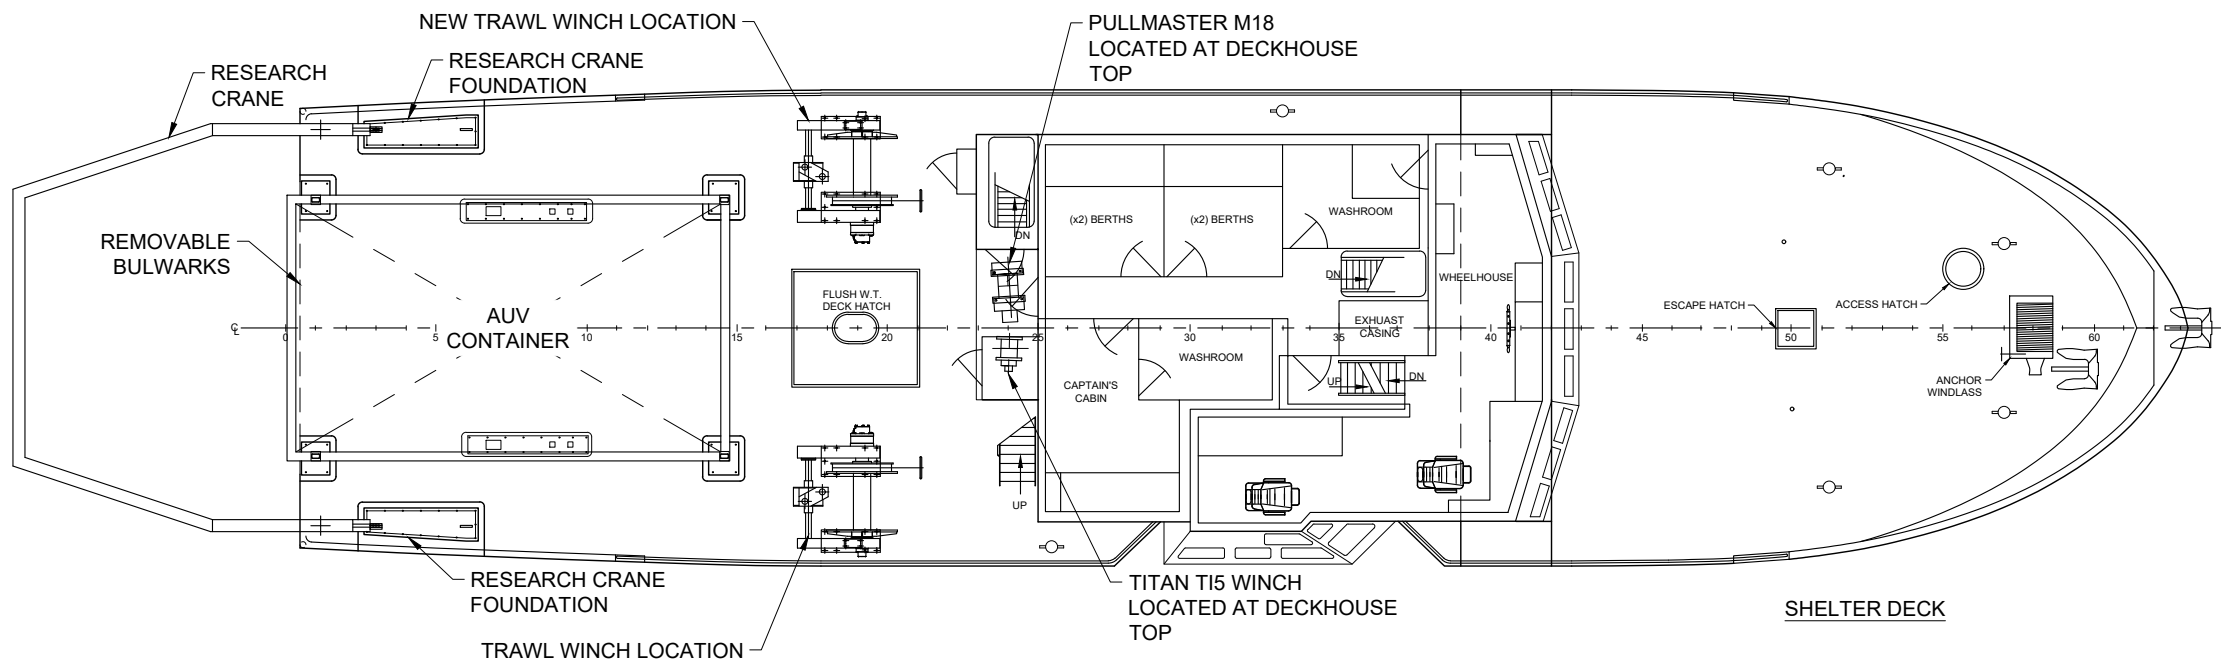 NEW TRAWL WINCH LOCATION
PULLMASTER M18
LOCATED AT DECKHOUSE
TOP
RESEARCH CRANE
FOUNDATION
RESEARCH
CRANE
REMOVABLE
BULWARKS
AUV
CONTAINER
FLUSH W.T.
DECK HATCH
DN
(x2) BERTHS
(x2) BERTHS
WASHROOM
DN
WHEELHOUSE
EXHUAST
CASING
WASHROOM
CAPTAIN'S
CABIN
UP
DN
UP
ESCAPE HATCH
ACCESS HATCH
ANCHOR
WINDLASS
℄
0
5
10
15
20
25
30
35
40
45
50
55
60
RESEARCH CRANE
FOUNDATION
TRAWL WINCH LOCATION
TITAN TI5 WINCH
LOCATED AT DECKHOUSE
TOP
SHELTER DECK